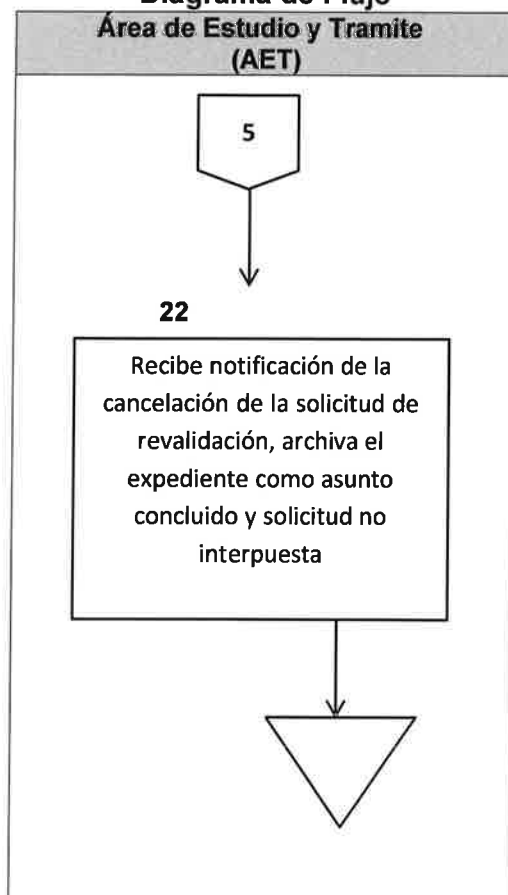 Diagrama de Flujo
Área de Estudio y Tramite
(AET)
5
22
Recibe notificación de la
cancelación de la solicitud de
revalidación, archiva el
expediente como asunto
concluido y solicitud no
interpuesta